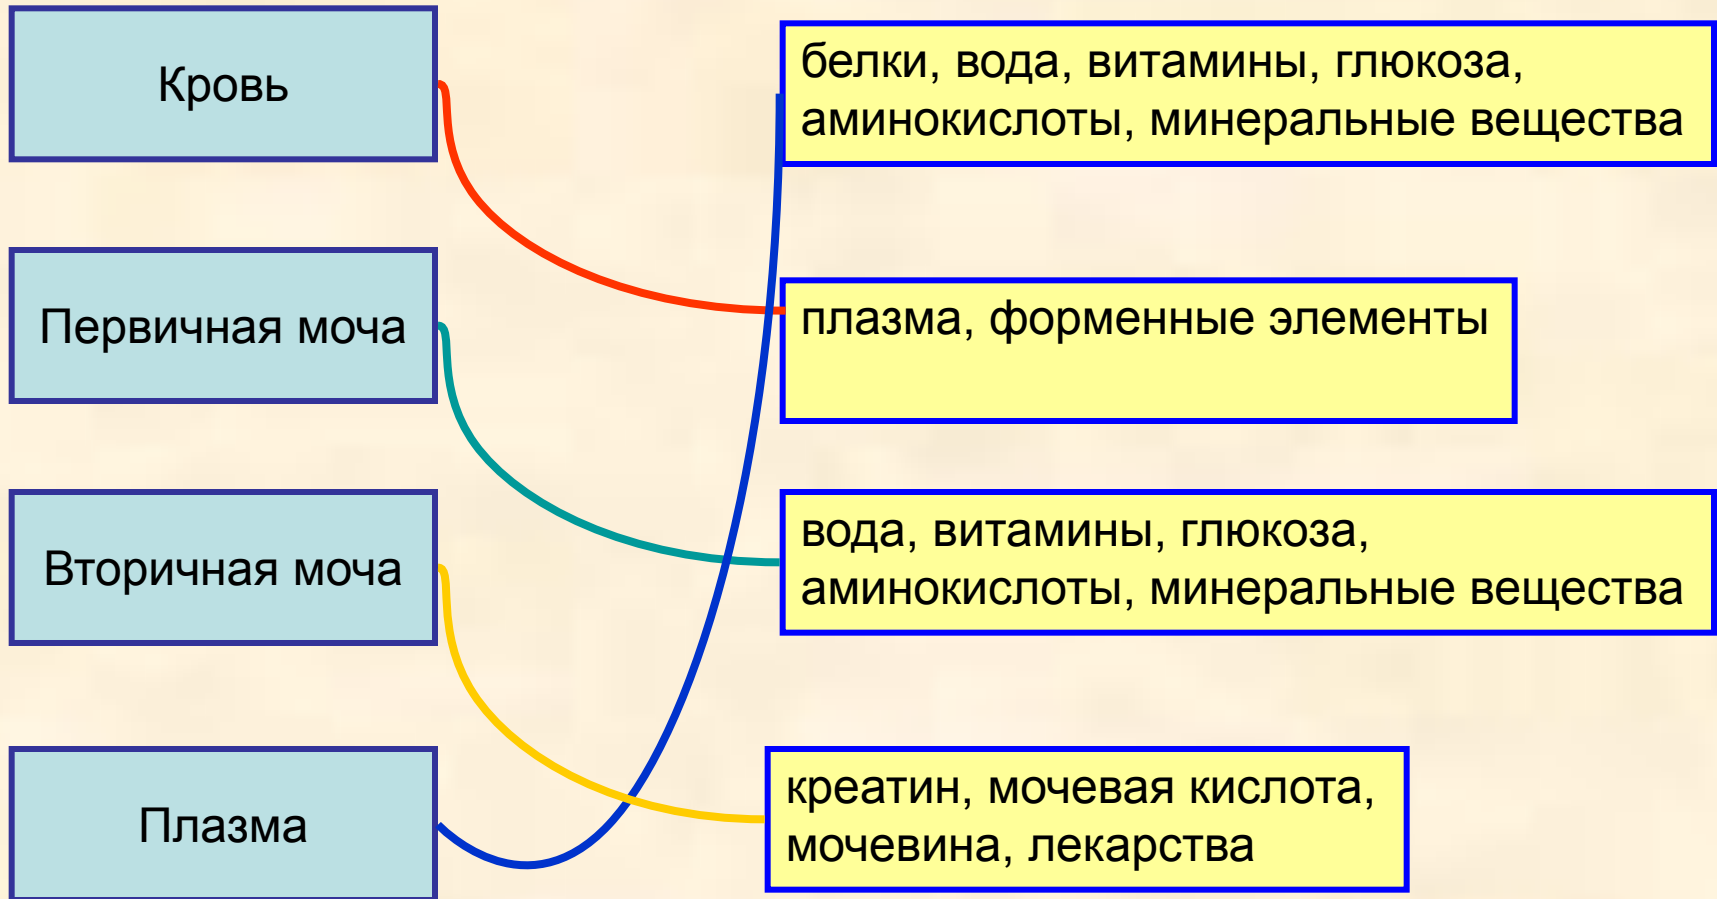 Кровь
белки, вода, витамины, глюкоза,
аминокислоты, минеральные вещества
Первичная моча
плазма, форменные элементы
Вторичная моча
вода, витамины, глюкоза,
аминокислоты, минеральные вещества
Плазма
креатин, мочевая кислота,
мочевина, лекарства